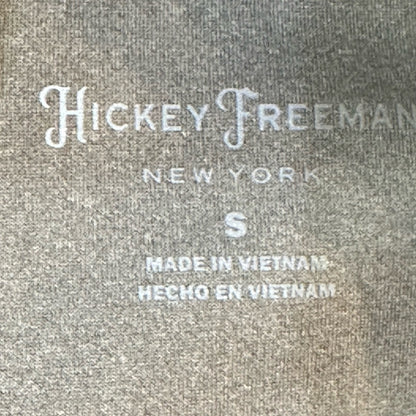 HICKEY FREEMAN
NEW YORK
S
MADE IN VIETNAM
HECHO EN VIETNAM